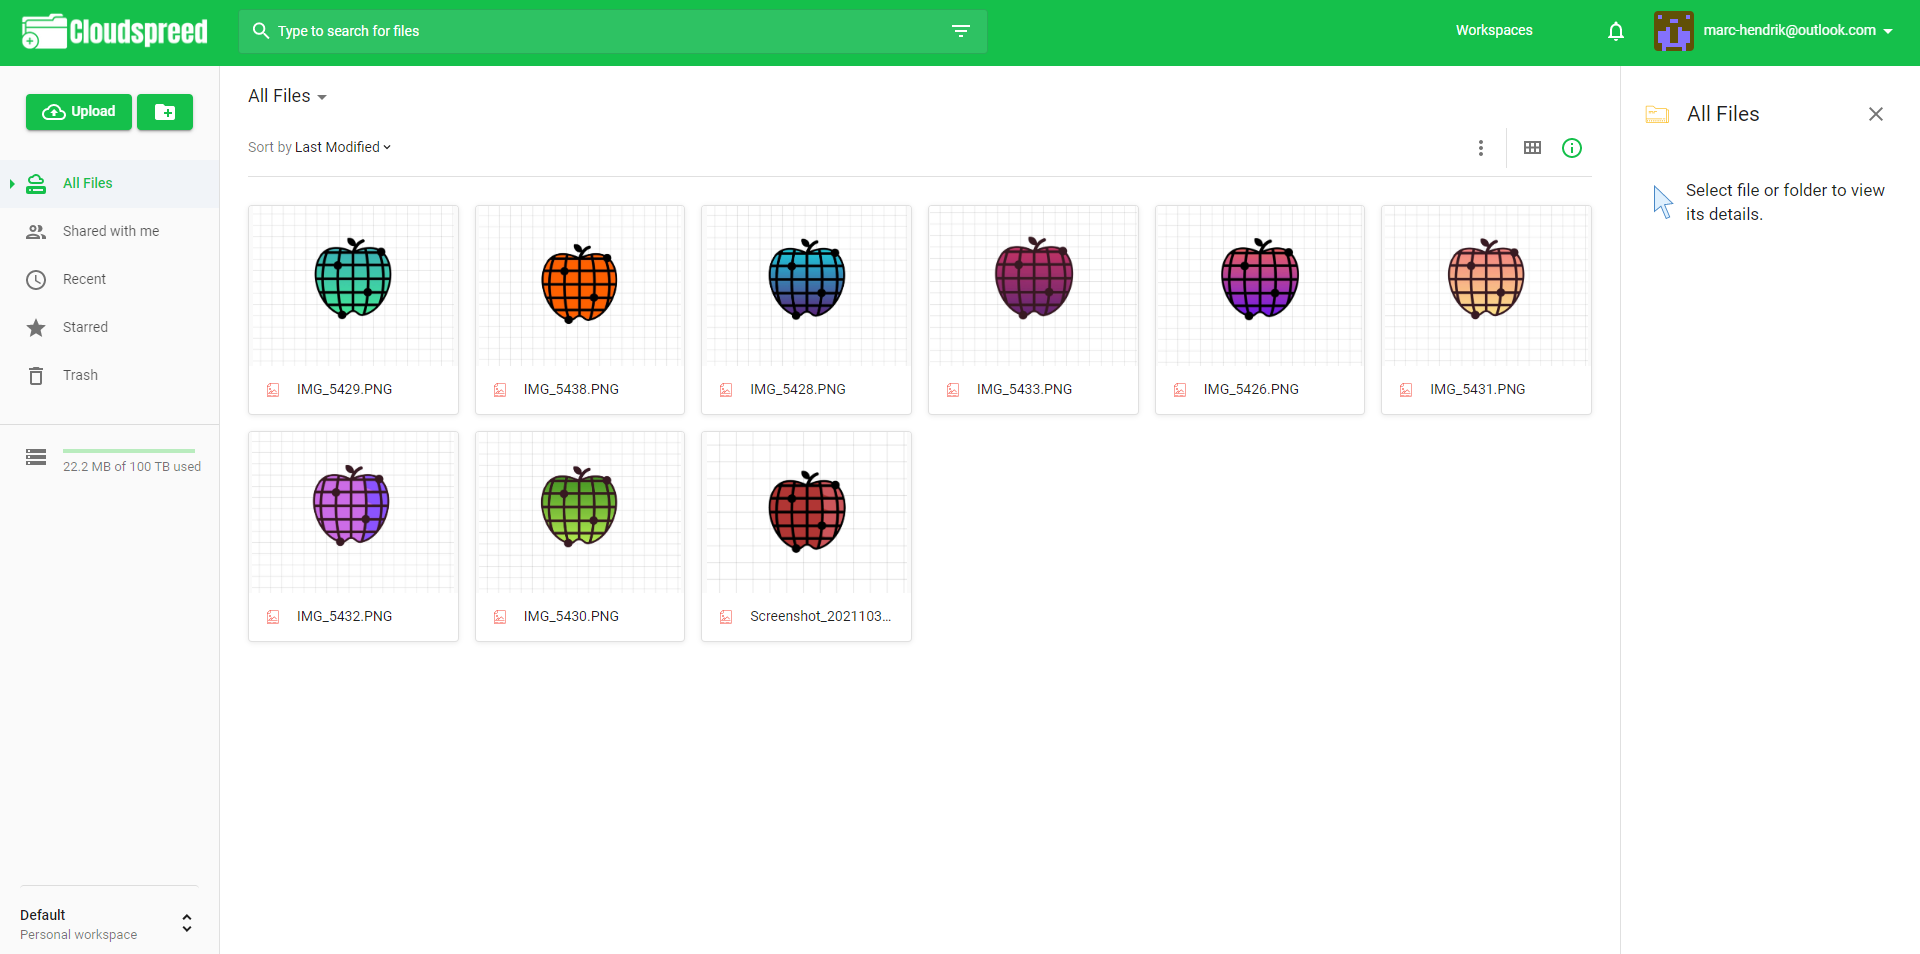 Cloudspreed
Type to search for files
Workspaces
marc-hendrik@outlook.com
Upload
All Files
Shared with me
Recent
Starred
Trash
22.2 MB of 100 TB used
Default
Personal workspace
All Files
Sort by Last Modified
IMG_5429.PNG
IMG_5438.PNG
IMG_5428.PNG
IMG_5433.PNG
IMG_5426.PNG
IMG_5431.PNG
IMG_5432.PNG
IMG_5430.PNG
Screenshot_2021103...
All Files
Select file or folder to view
its details.